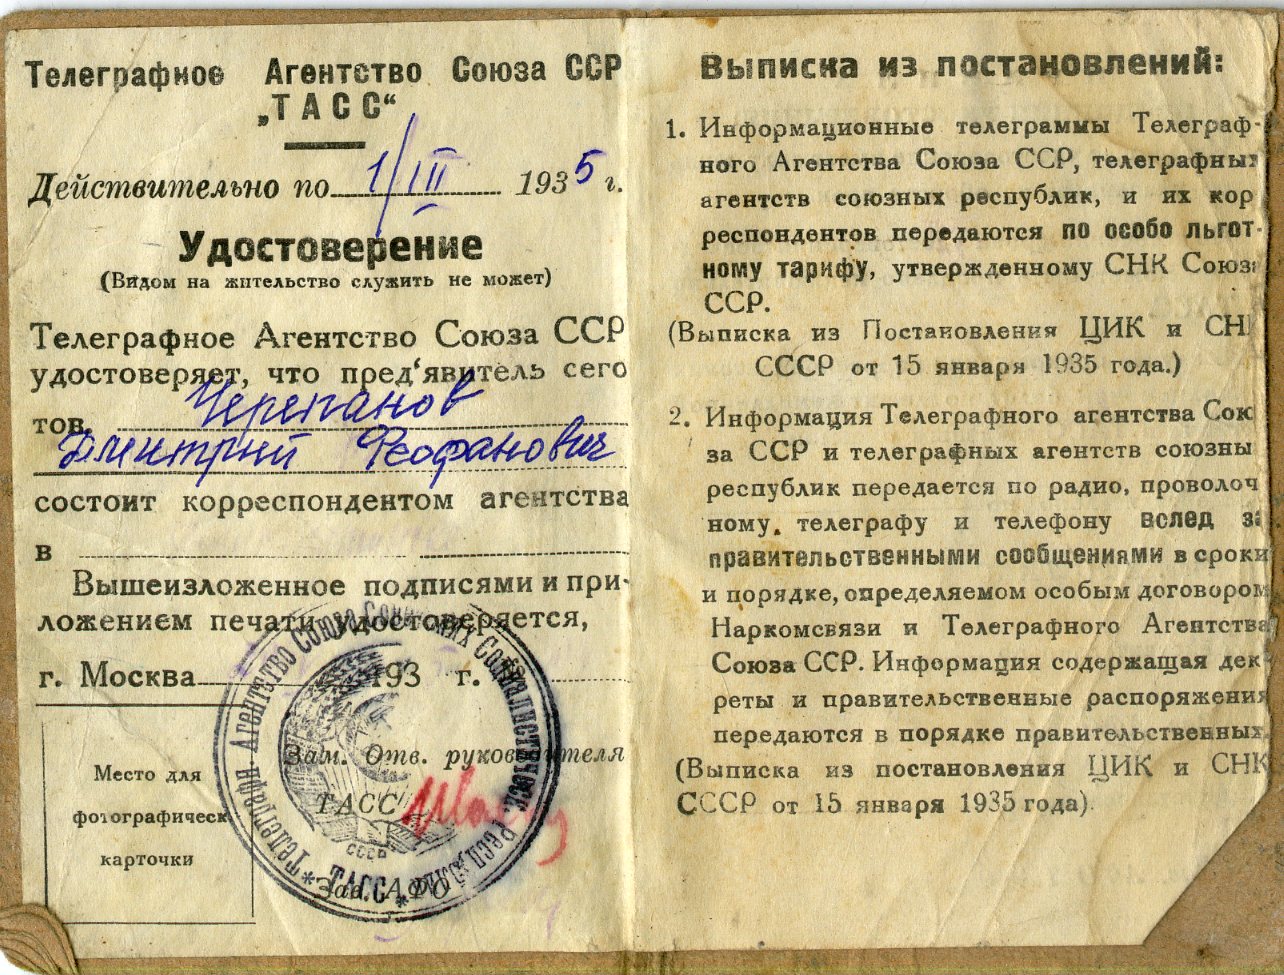 Телеграфное Агентство Союза ССР
„ТАСС“
Действительно по 1/III 1935 г.
Удостоверение
(Видом на жительство служить не может)
Телеграфное Агентство Союза ССР
удостоверяет, что пред‘явитель сего
тов. Черепанов
Дмитрий Феофанович
состоит корреспондентом агентства
в
Вышеизложенное подписями и при-
ложением печати удостоверяется,
г. Москва 193 г.
Зам. Отв. руководителя
ТАСС
Место для
фотографическ.
карточки
СССР
ТАСС
Выписка из постановлений:
1. Информационные телеграммы Телеграф-
ного Агентства Союза ССР, телеграфных
агентств союзных республик, и их кор
респондентов передаются по особо льгот-
ному тарифу, утвержденному СНК Союза
ССР.
(Выписка из Постановления ЦИК и СНК
СССР от 15 января 1935 года.)
2. Информация Телеграфного агентства Сою
за ССР и телеграфных агентств союзны
республик передается по радио, проволоч
ному, телеграфу и телефону вслед за
правительственными сообщениями в сроки
и порядке, определяемом особым договором
Наркомсвязи и Телеграфного Агентства
Союза ССР. Информация содержащая дек
реты и правительственные распоряжения
передаются в порядке правительственных.
(Выписка из постановления ЦИК и СНК
СССР от 15 января 1935 года).